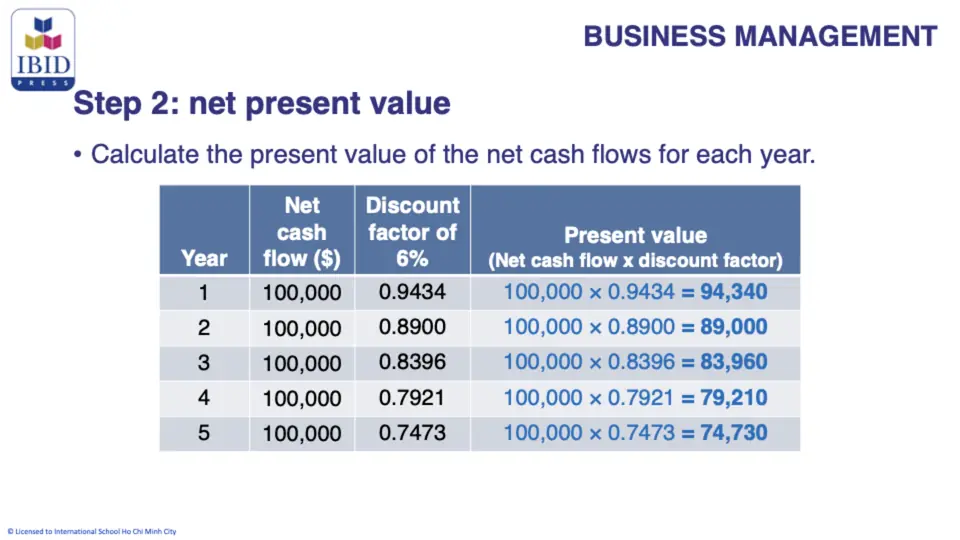 IBID
PRESS
BUSINESS MANAGEMENT
Step 2: net present value
• Calculate the present value of the net cash flows for each year.
Year Net cash flow ($) Discount factor of 6% Present value (Net cash flow x discount factor)
1 100,000 0.9434 100,000 × 0.9434 = 94,340
2 100,000 0.8900 100,000 × 0.8900 = 89,000
3 100,000 0.8396 100,000 × 0.8396 = 83,960
4 100,000 0.7921 100,000 × 0.7921 = 79,210
5 100,000 0.7473 100,000 × 0.7473 = 74,730
© Licensed to International School Ho Chi Minh City